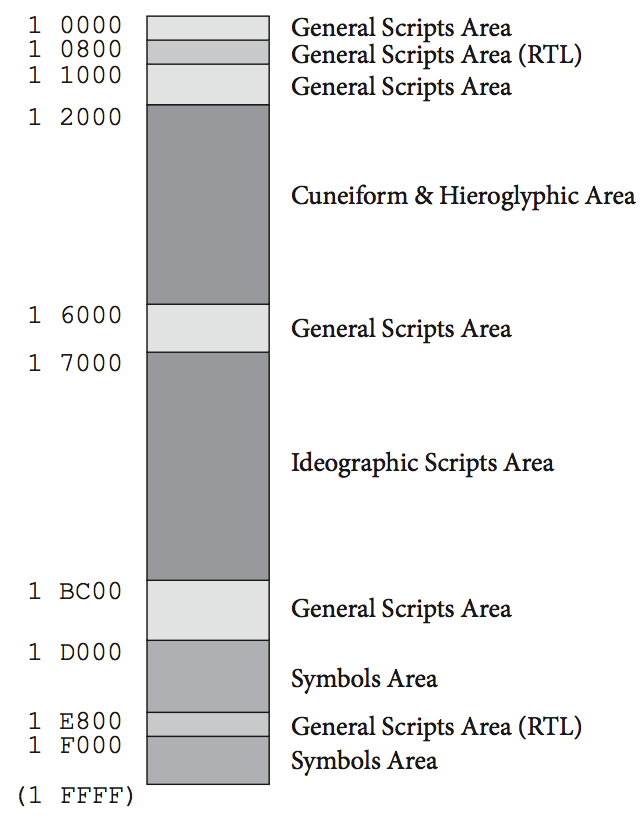 1 0000 General Scripts Area
1 0800 General Scripts Area (RTL)
1 1000 General Scripts Area
1 2000
Cuneiform & Hieroglyphic Area
1 6000 General Scripts Area
1 7000
Ideographic Scripts Area
1 BC00 General Scripts Area
1 D000
Symbols Area
1 E800 General Scripts Area (RTL)
1 F000 Symbols Area
(1 FFFF)